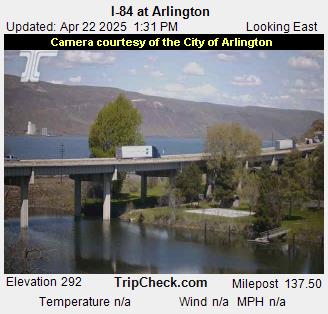 I-84 at Arlington
Updated: Apr 22 2025 1:31 PM Looking East
Camera courtesy of the City of Arlington
Elevation 292 TripCheck.com Milepost 137.50
Temperature n/a Wind n/a MPH n/a